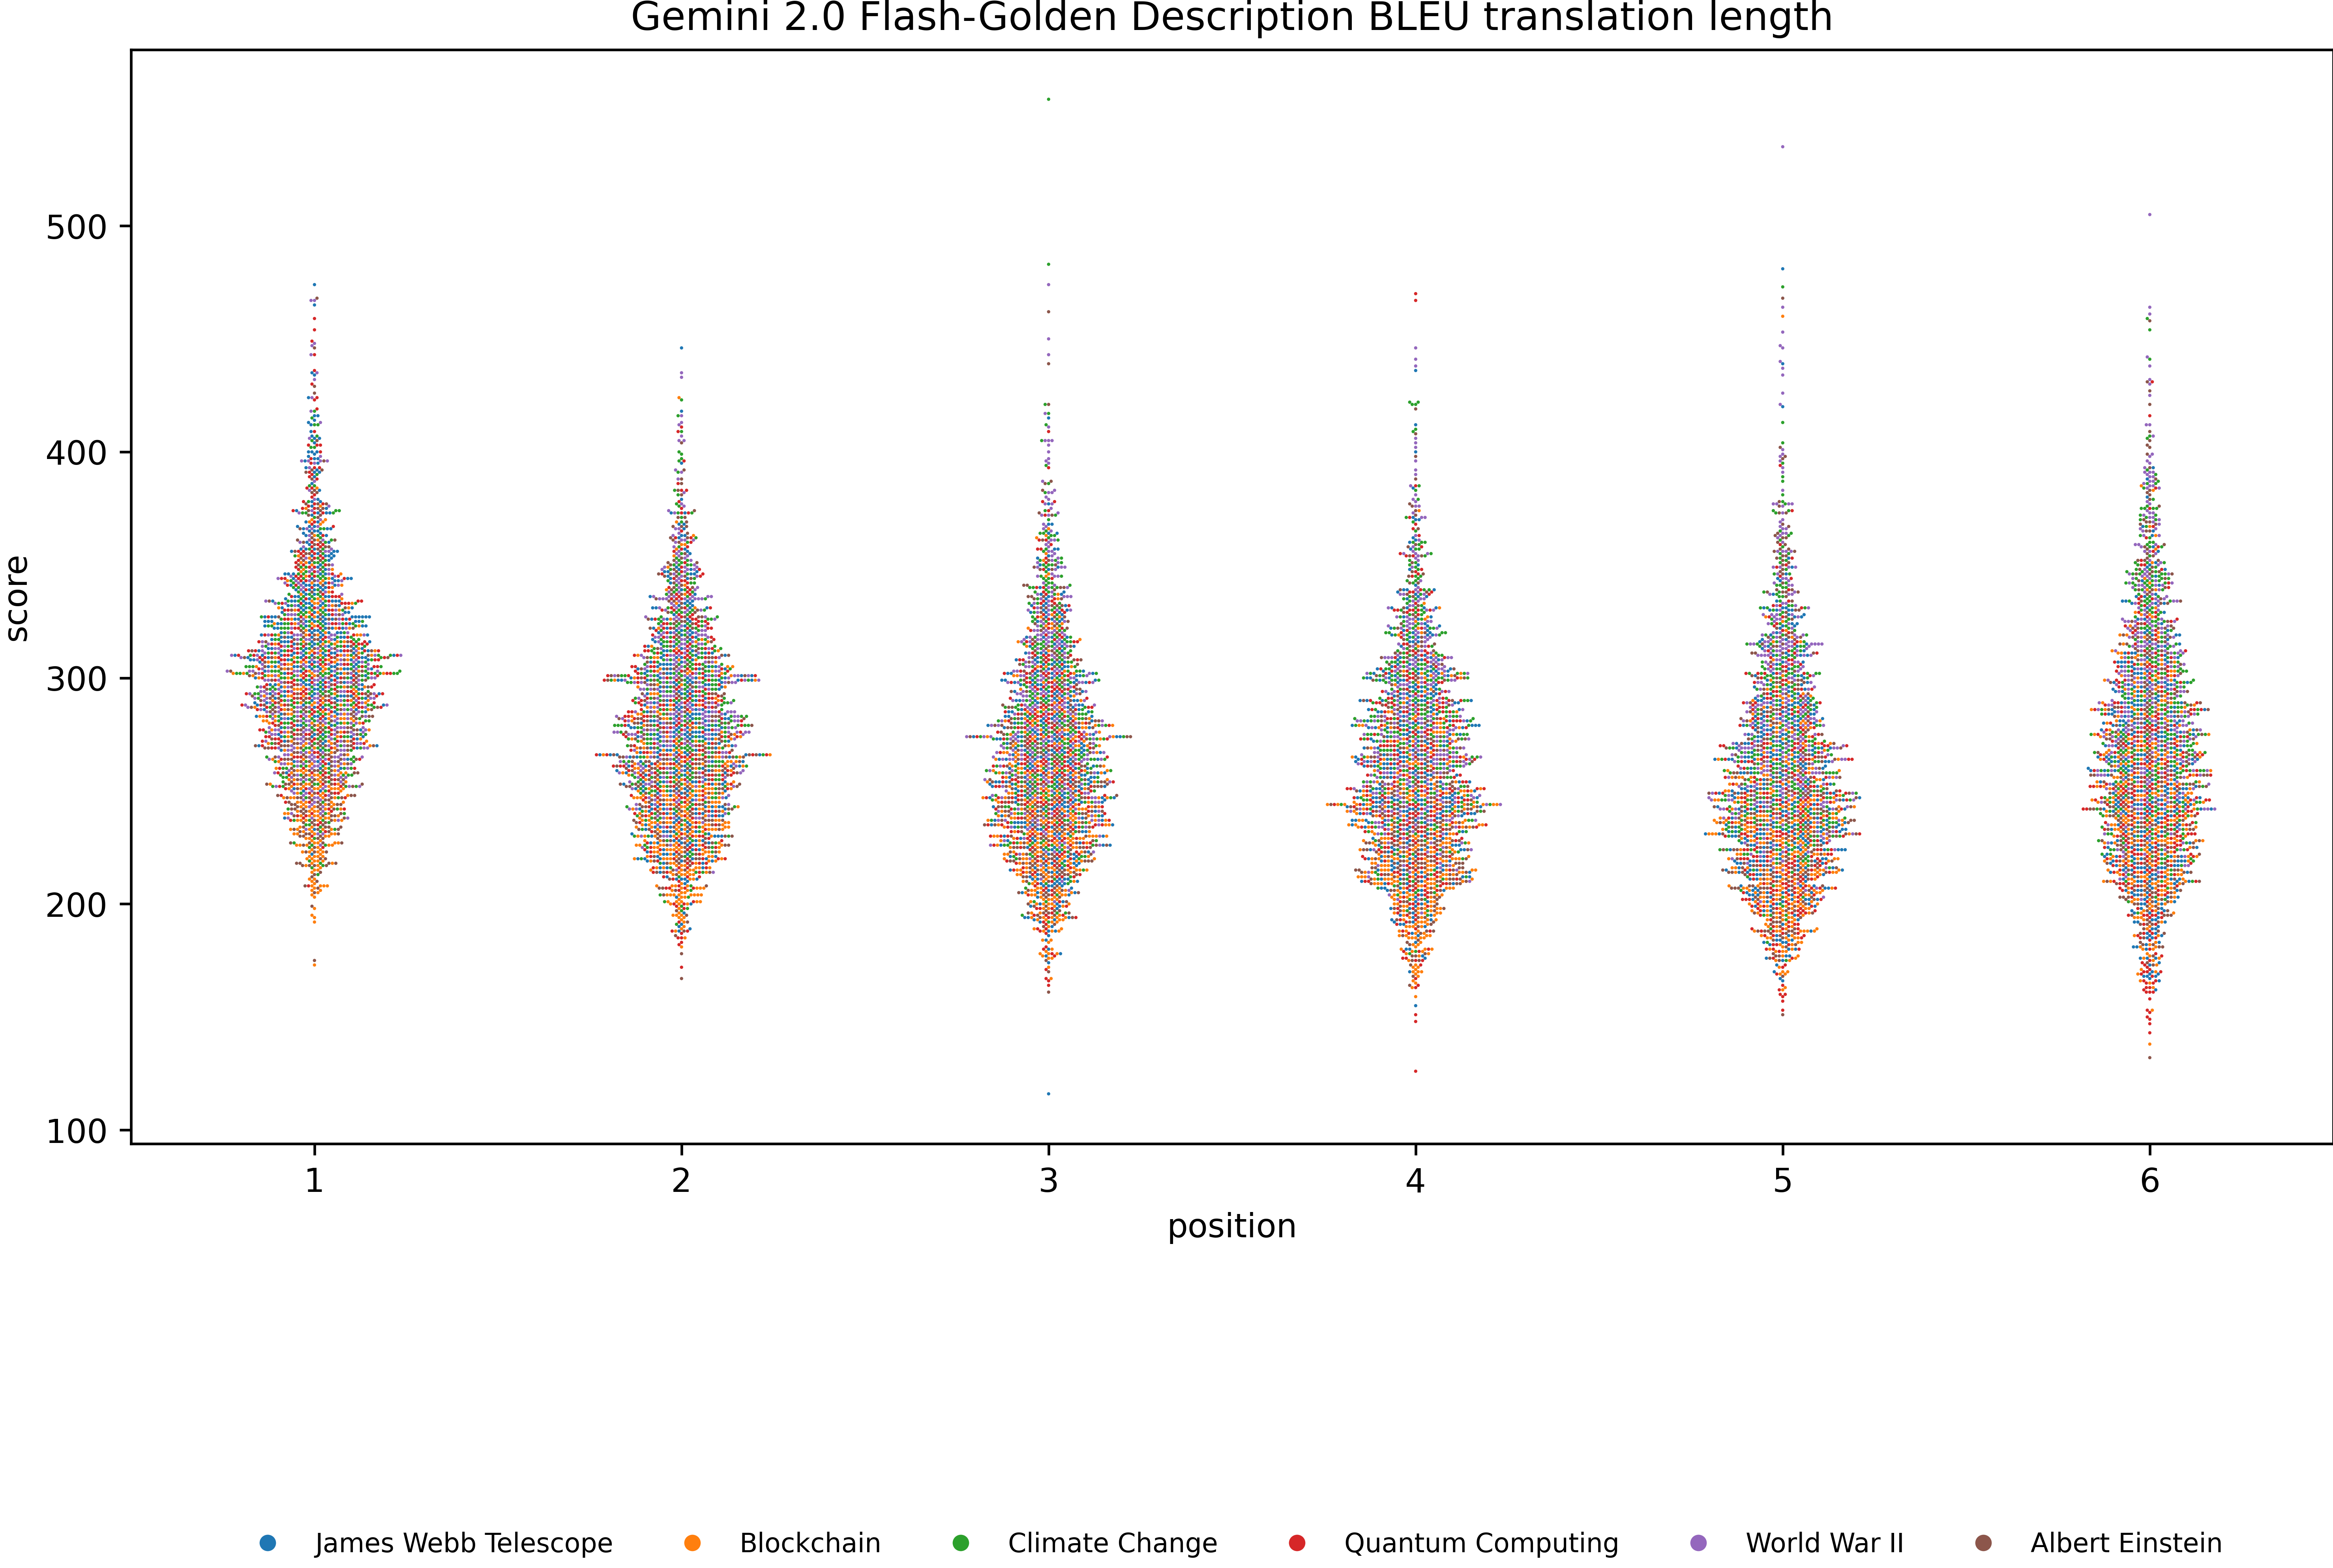 Gemini 2.0 Flash-Golden Description BLEU translation length
score
500
400
300
200
100
1 2 3 4 5 6
position
James Webb Telescope Blockchain Climate Change Quantum Computing World War II Albert Einstein